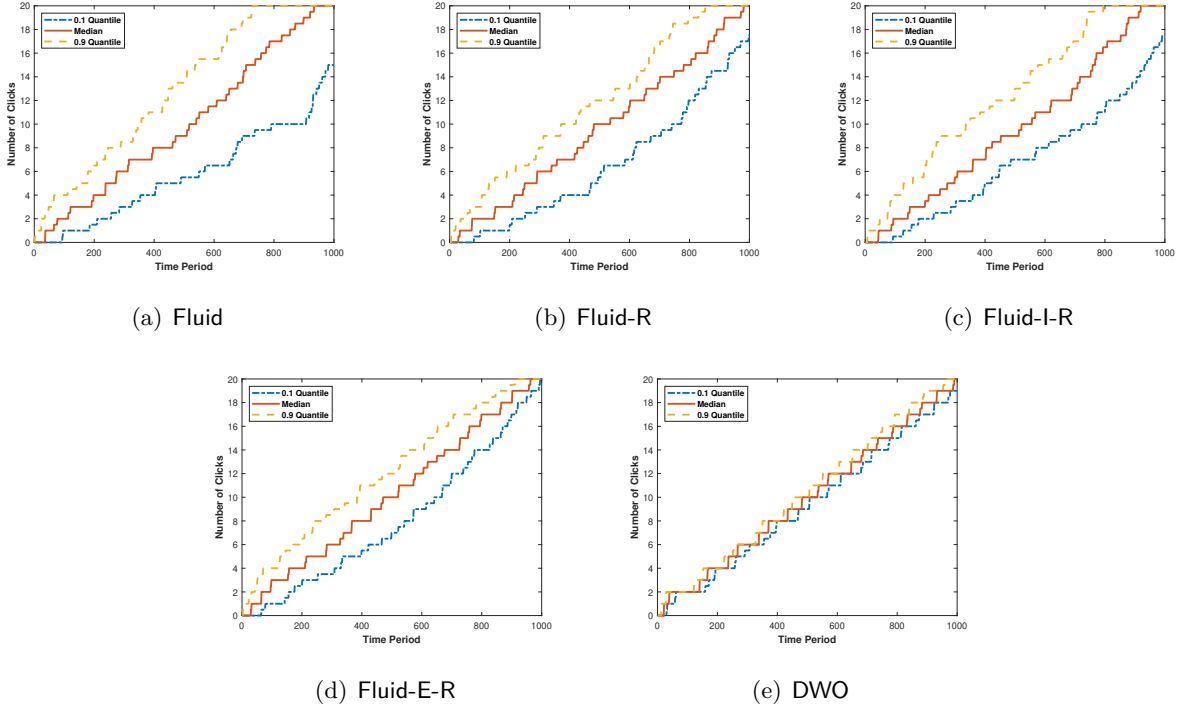 20
18
16
14
12
10
8
6
4
2
0
Number of Clicks
0.1 Quantile
Median
0.9 Quantile
0 200 400 600 800 1000
Time Period
(a) Fluid
20
18
16
14
12
10
8
6
4
2
0
Number of Clicks
0.1 Quantile
Median
0.9 Quantile
0 200 400 600 800 1000
Time Period
(b) Fluid-R
20
18
16
14
12
10
8
6
4
2
0
Number of Clicks
0.1 Quantile
Median
0.9 Quantile
0 200 400 600 800 1000
Time Period
(c) Fluid-I-R
20
18
16
14
12
10
8
6
4
2
0
Number of Clicks
0.1 Quantile
Median
0.9 Quantile
0 200 400 600 800 1000
Time Period
(d) Fluid-E-R
20
18
16
14
12
10
8
6
4
2
0
Number of Clicks
0.1 Quantile
Median
0.9 Quantile
0 200 400 600 800 1000
Time Period
(e) DWO